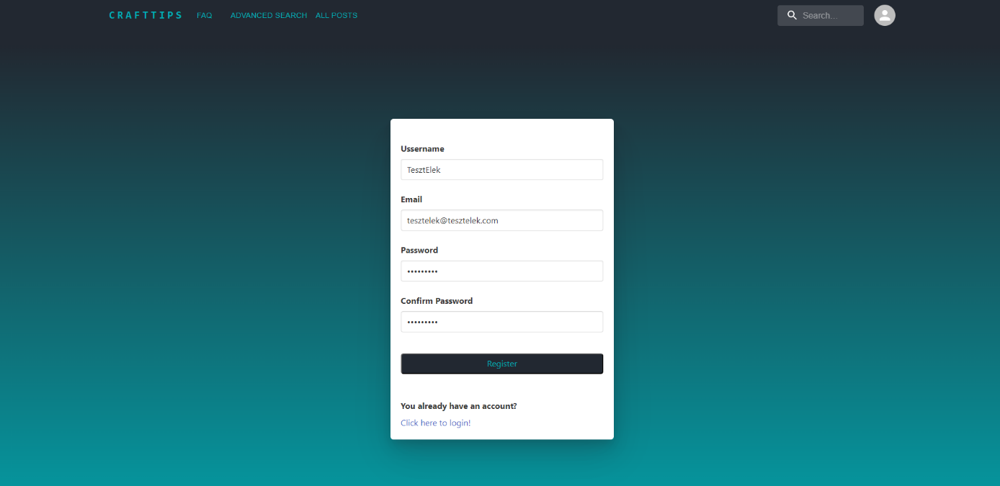 CRAFTTIPS FAQ ADVANCED SEARCH ALL POSTS Search...
Ussername
TesztElek
Email
tesztelek@tesztelek.com
Password
•••••••••
Confirm Password
•••••••••
Register
You already have an account?
Click here to login!